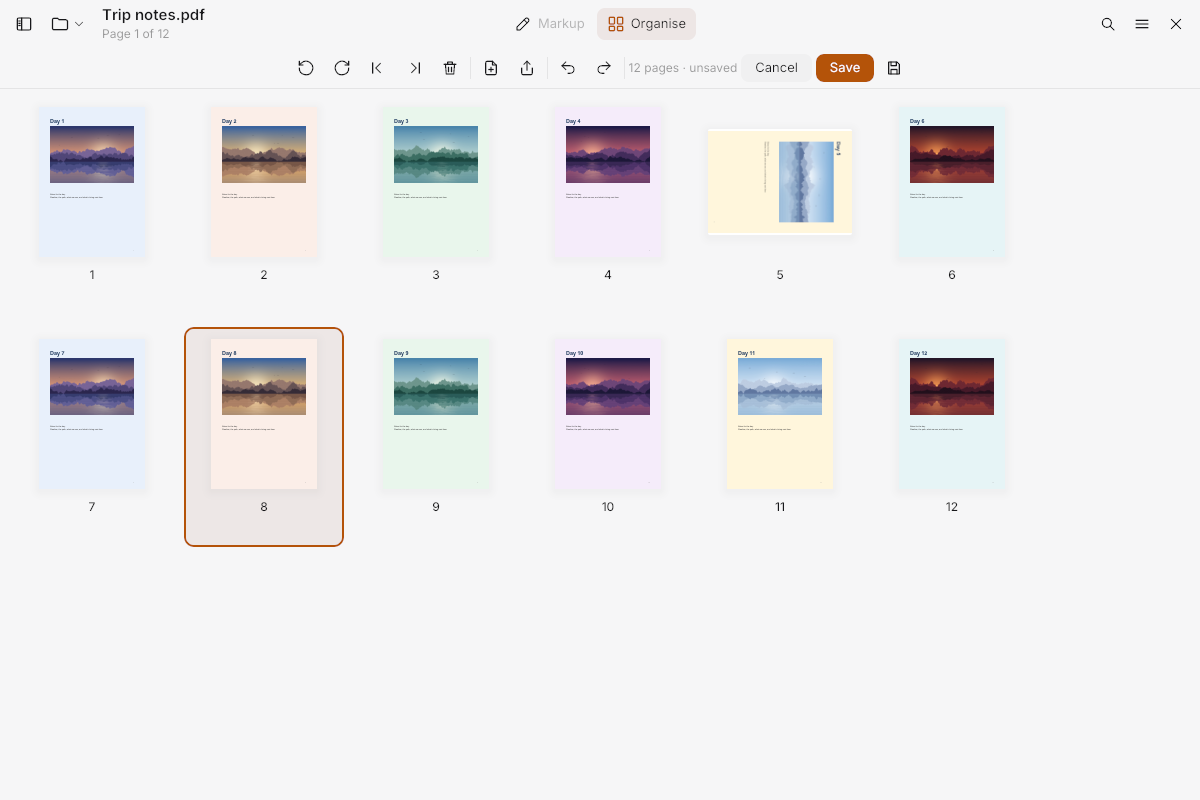 Trip notes.pdf
Page 1 of 12
Markup
Organise
12 pages · unsaved
Cancel
Save
Day 1
Day 2
Day 3
Day 4
Day 5
Day 6
1
2
3
4
5
6
Day 7
Day 8
Day 9
Day 10
Day 11
Day 12
7
8
9
10
11
12